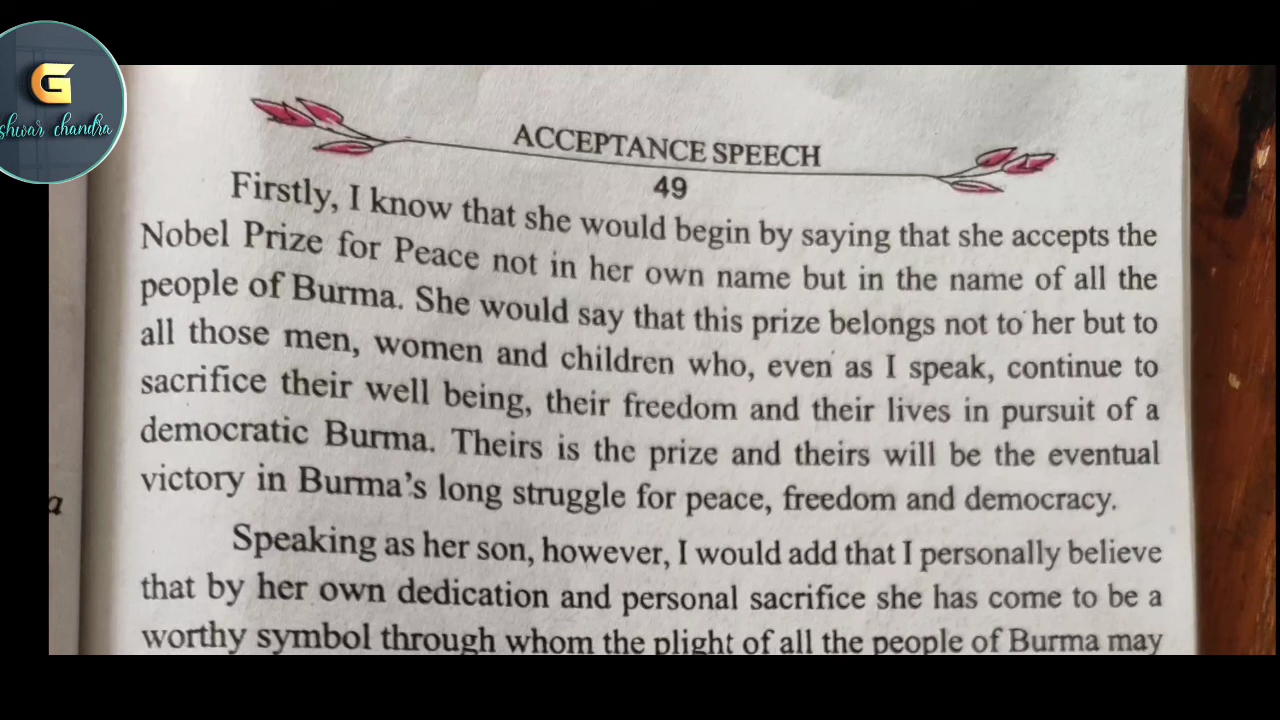 G
shwar chandra
ACCEPTANCE SPEECH
49
Firstly, I know that she would begin by saying that she accepts the
Nobel Prize for Peace not in her own name but in the name of all the
people of Burma. She would say that this prize belongs not to her but to
all those men, women and children who, even as I speak, continue to
sacrifice their well being, their freedom and their lives in pursuit of a
democratic Burma. Theirs is the prize and theirs will be the eventual
victory in Burma's long struggle for peace, freedom and democracy.
Speaking as her son, however, I would add that I personally believe
that by her own dedication and personal sacrifice she has come to be a
worthy symbol through whom the plight of all the people of Burma may
a